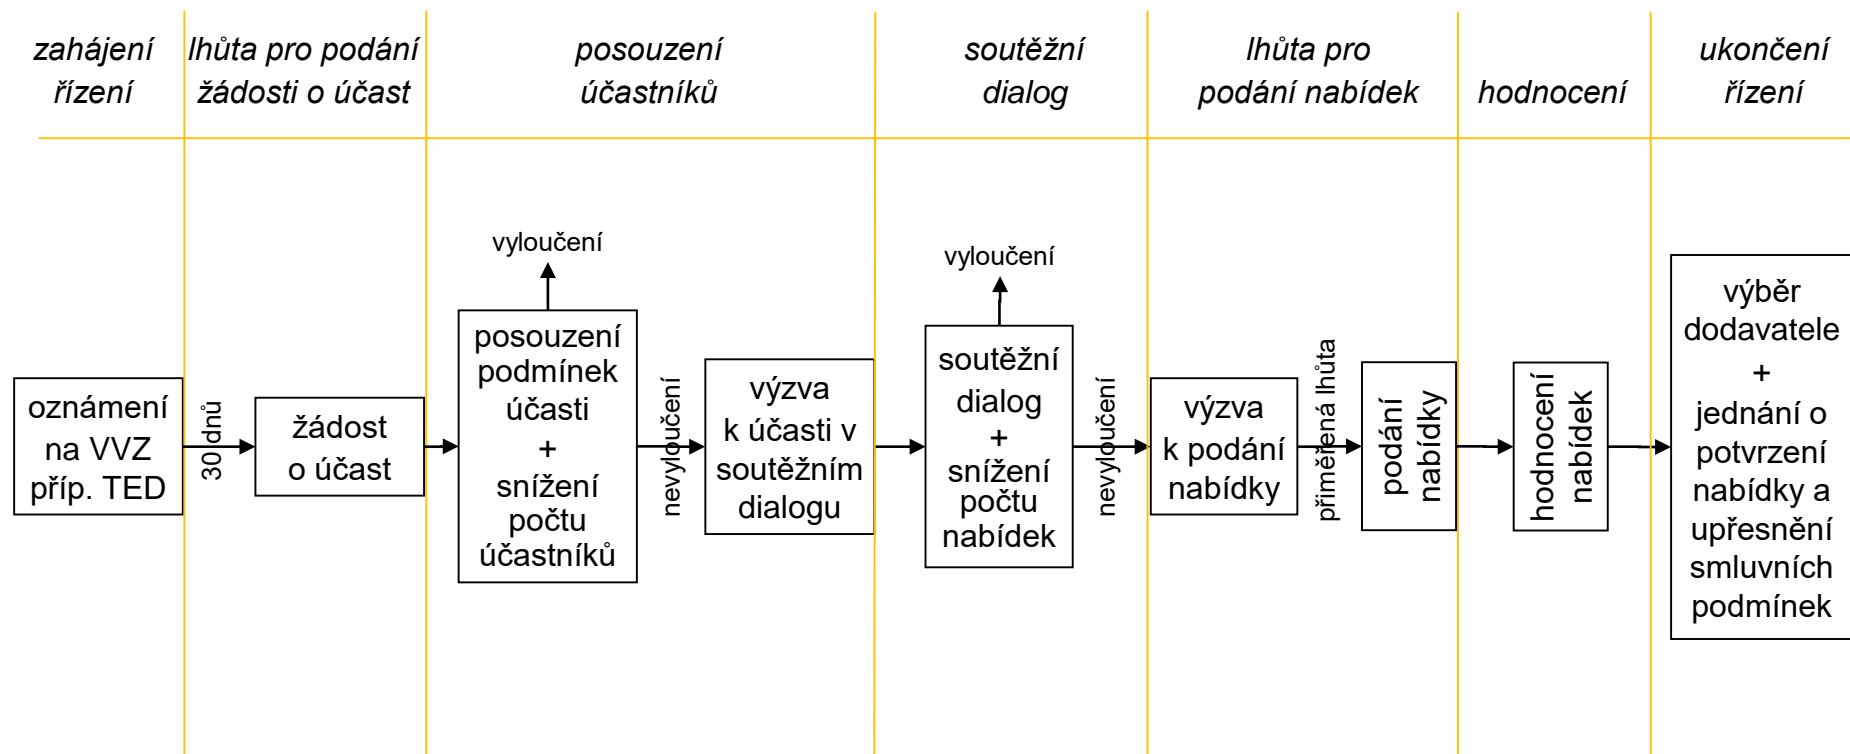 zahájení
řízení
lhůta pro podání
žádosti o účast
posouzení
účastníků
soutěžní
dialog
lhůta pro
podání nabídek
hodnocení
ukončení
řízení
oznámení
na VVZ
příp. TED
30 dnů
žádost
o účast
vyloučení
posouzení
podmínek
účasti
+
snížení
počtu
účastníků
nevyloučení
výzva
k účasti v
soutěžním
dialogu
vyloučení
soutěžní
dialog
+
snížení
počtu
nabídek
nevyloučení
výzva
k podání
nabídky
přiměřená lhůta
podání
nabídky
hodnocení
nabídek
výběr
dodavatele
+
jednání o
potvrzení
nabídky a
upřesnění
smluvních
podmínek